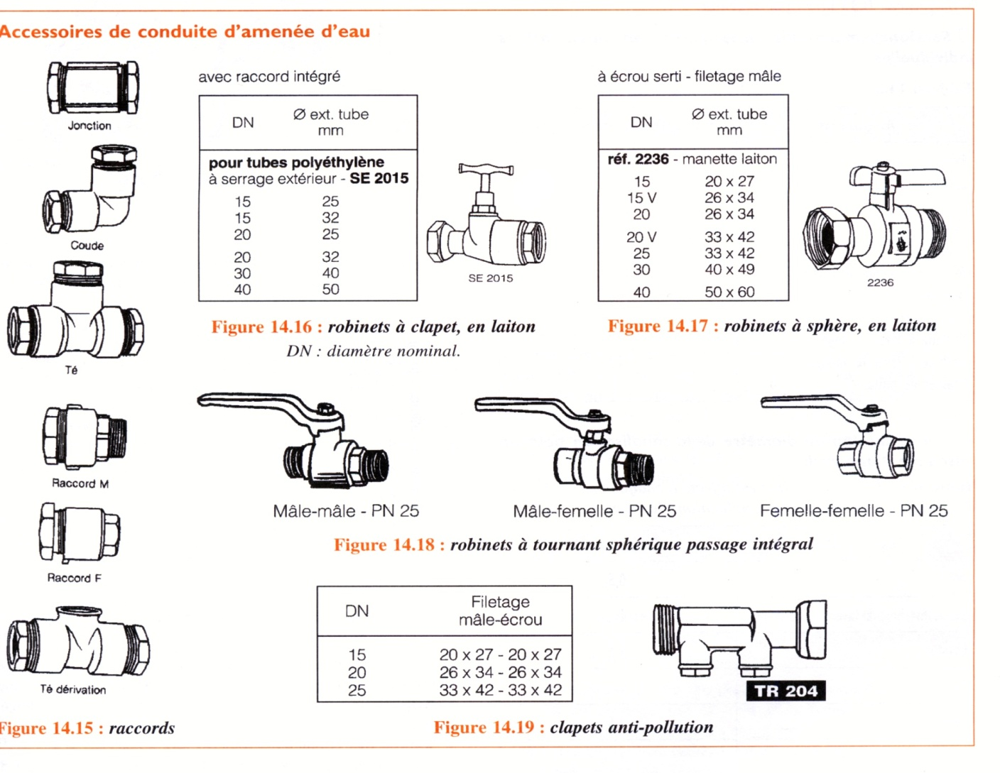 Accessoires de conduite d'amenée d'eau
Jonction
Coude
Té
Raccord M
Raccord F
Té dérivation
Figure 14.15 : raccords
avec raccord intégré
DN
Ø ext. tube
mm
pour tubes polyéthylène
à serrage extérieur - SE 2015
15 25
15 32
20 25
20 32
30 40
40 50
SE 2015
Figure 14.16 : robinets à clapet, en laiton
DN : diamètre nominal.
à écrou serti - filetage mâle
DN
Ø ext. tube
mm
réf. 2236 - manette laiton
15 20 x 27
15 V 26 x 34
20 26 x 34
20 V 33 x 42
25 33 x 42
30 40 x 49
40 50 x 60
2236
Figure 14.17 : robinets à sphère, en laiton
Mâle-mâle - PN 25
Mâle-femelle - PN 25
Femelle-femelle - PN 25
Figure 14.18 : robinets à tournant sphérique passage intégral
DN
Filetage
mâle-écrou
15 20 x 27 - 20 x 27
20 26 x 34 - 26 x 34
25 33 x 42 - 33 x 42
TR 204
Figure 14.19 : clapets anti-pollution